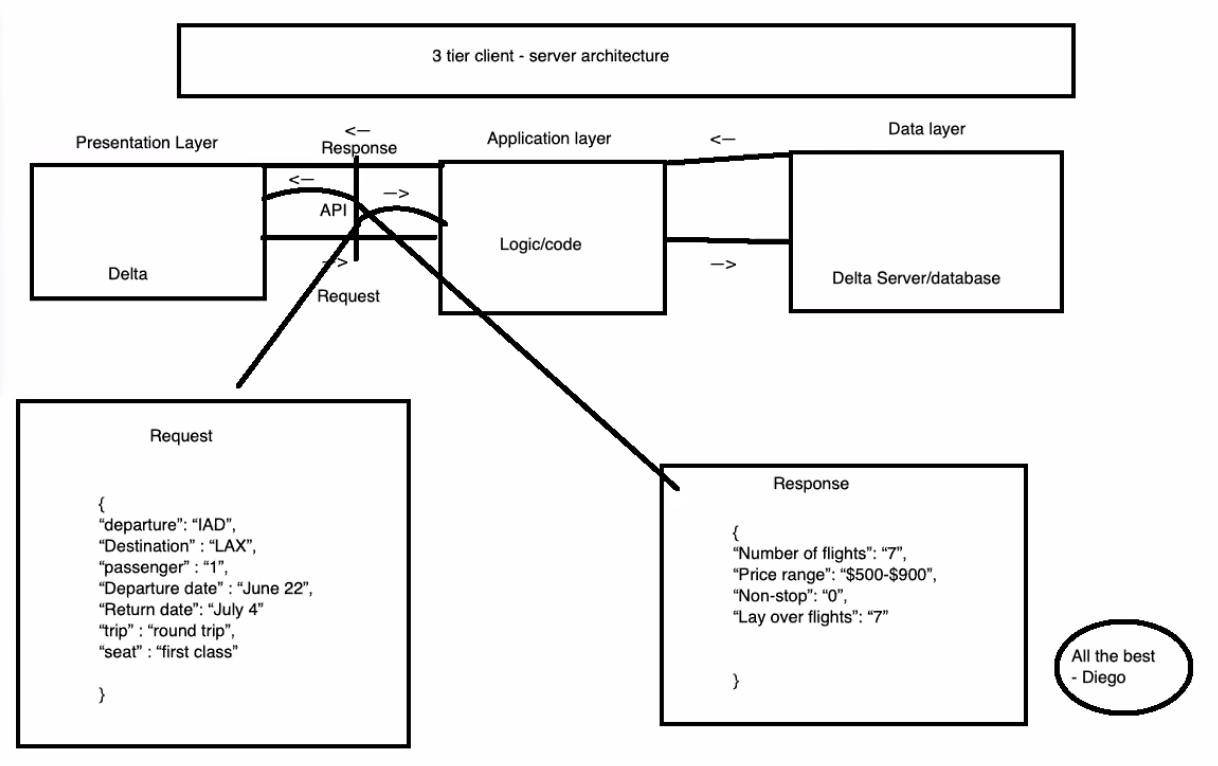 3 tier client - server architecture
Presentation Layer
<—
Response
Application layer
<—
Data layer
<—
—>
API
Logic/code
Delta
—>
Request
—>
Delta Server/database
Request
{
“departure”: “IAD”,
“Destination” : “LAX”,
“passenger” : “1”,
“Departure date” : “June 22”,
“Return date”: “July 4”
“trip” : “round trip”,
“seat” : “first class”
}
Response
{
“Number of flights”: “7”,
“Price range”: “$500-$900”,
“Non-stop”: “0”,
“Lay over flights”: “7”
}
All the best
- Diego